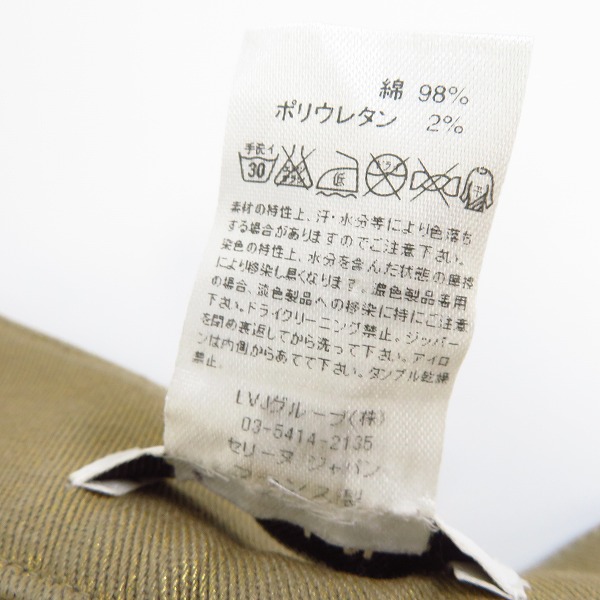 綿 98%
ポリウレタン 2%
手洗イ
30
低
素材の特性上、汗・水分等により色落ち
する場合がありますのでご注意下さい。
染色の特性上、水分を含んだ状態の摩擦
により移染し易くなります。濃色製品着用
の場合、淡色製品への移染に特にご注意
い。ドライクリーニング禁止。ジッパー
を閉め裏返してから洗って下さい。アイロ
ンは内側からあてて下さい。タンブル乾燥
禁止。
LVJグループ(株)
03-5414-2135
セリーヌ ジャパン